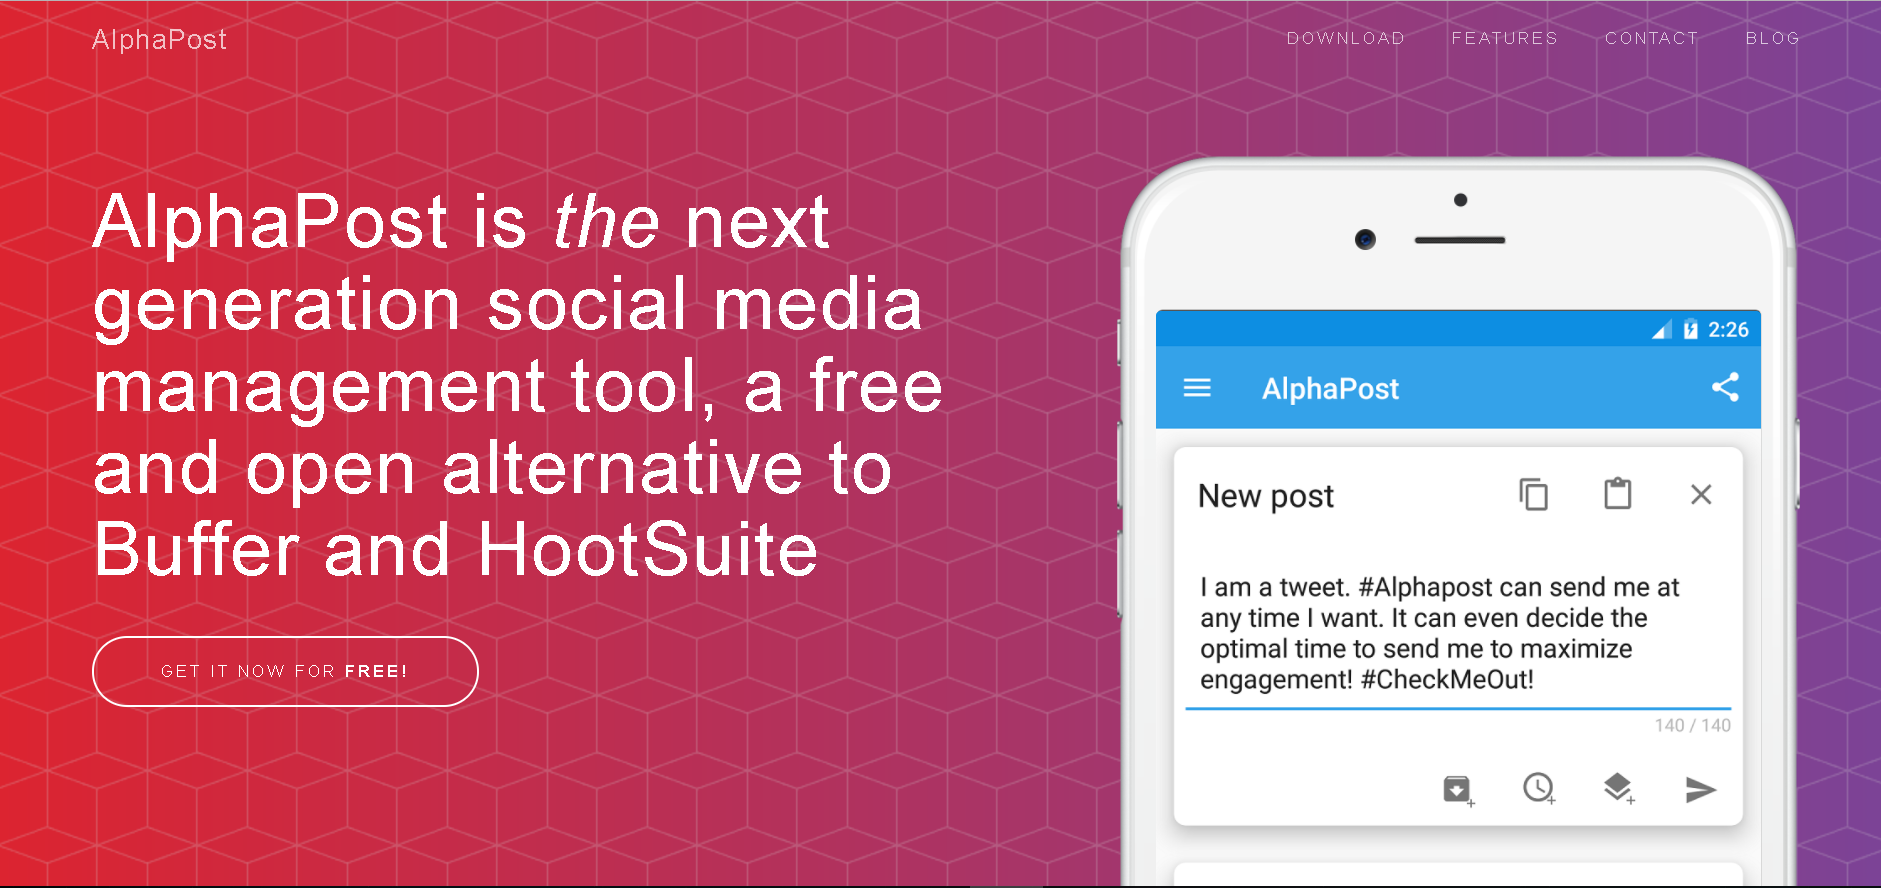 AlphaPost
DOWNLOAD FEATURES CONTACT BLOG
AlphaPost is the next
generation social media
management tool, a free
and open alternative to
Buffer and HootSuite
GET IT NOW FOR FREE!
2:26
AlphaPost
New post
I am a tweet. #Alphapost can send me at
any time I want. It can even decide the
optimal time to send me to maximize
engagement! #CheckMeOut!
140 / 140